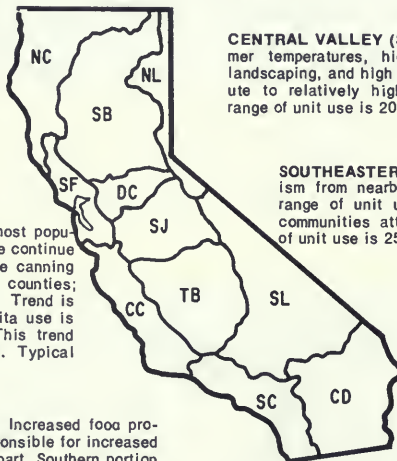 NC
NL
SB
SF
DC
SJ
CC
TB
SL
SC
CD
CENTRAL VALLEY (S
mer temperatures, hi
landscaping, and high
ute to relatively high
range of unit use is 20
SOUTHEASTER
ism from nearb
range of unit u
communities att
of unit use is 25
most popu-
e continue
e canning
counties;
Trend is
ita use is
This trend
. Typical
Increased food pro-
onsible for increased
part. Southern portion